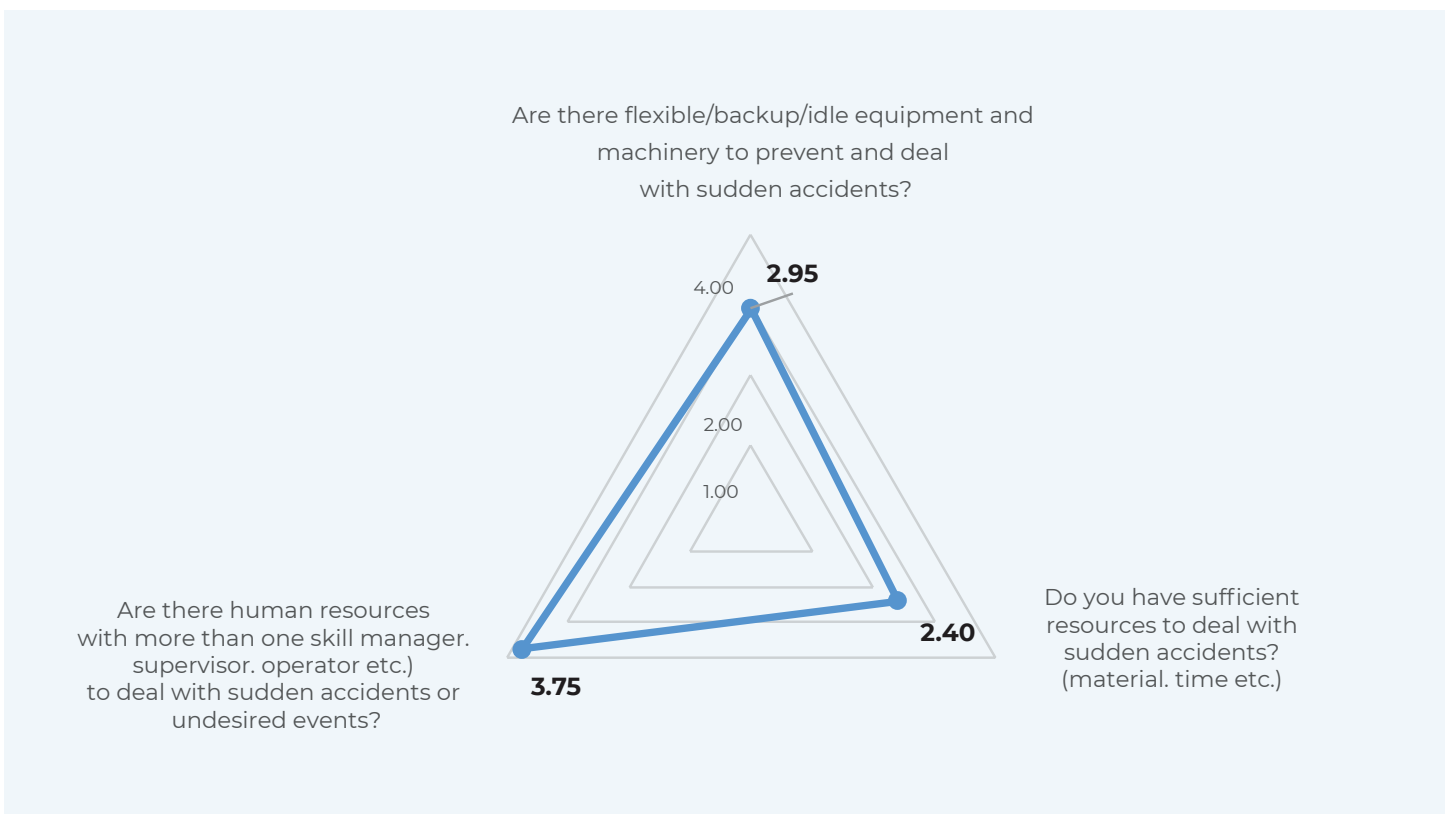 Are there flexible/backup/idle equipment and
machinery to prevent and deal
with sudden accidents?
2.95
4.00
2.00
1.00
Are there human resources
with more than one skill manager.
supervisor. operator etc.)
to deal with sudden accidents or
undesired events?
3.75
2.40
Do you have sufficient
resources to deal with
sudden accidents?
(material. time etc.)